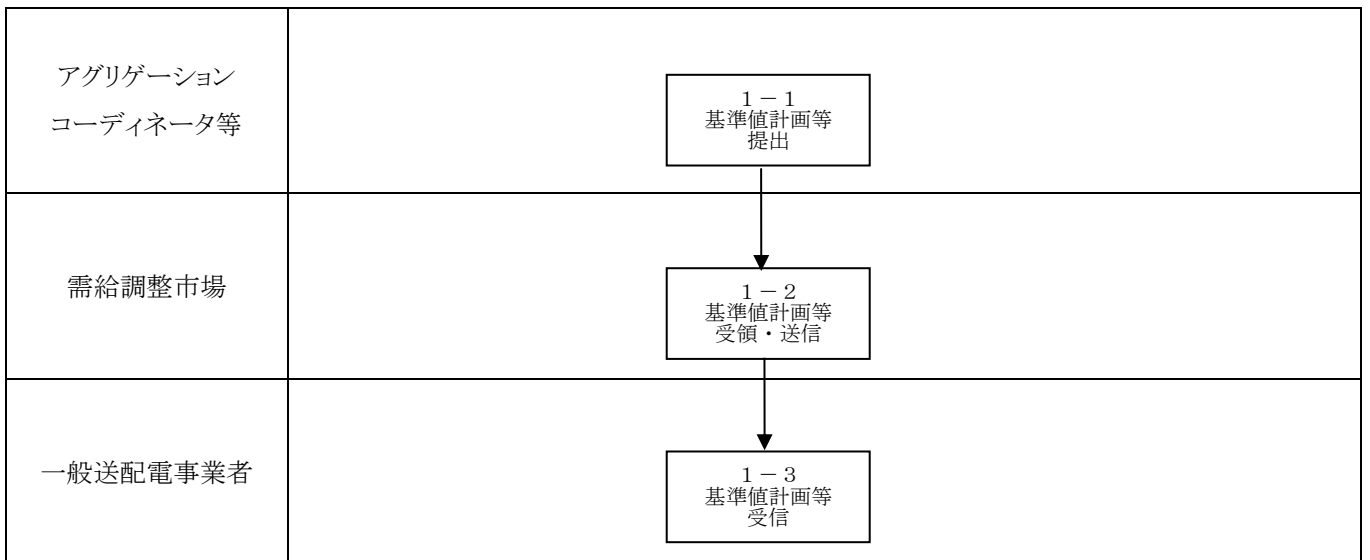 アグリゲーション
コーディネータ等
１－１
基準値計画等
提出
需給調整市場
１－２
基準値計画等
受領・送信
一般送配電事業者
１－３
基準値計画等
受信